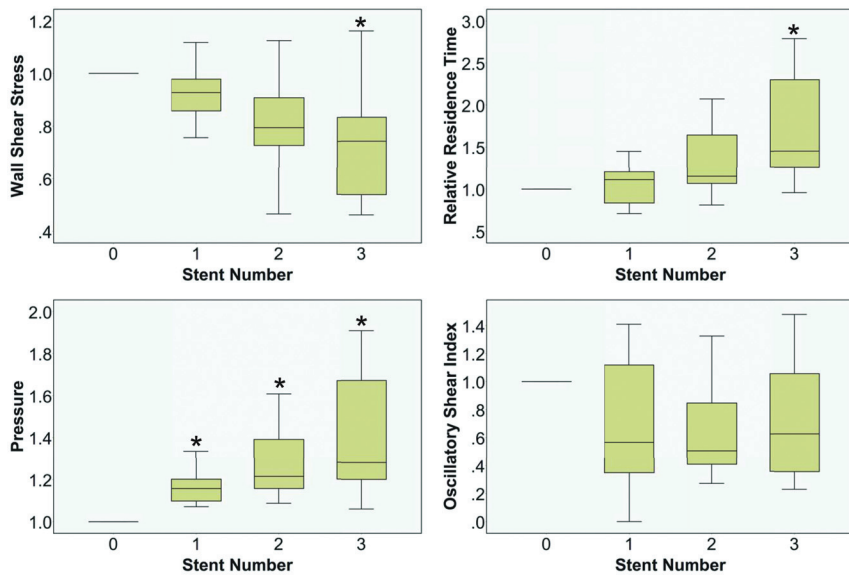 Wall Shear Stress
1.2
1.0
.8
.6
.4
*
0 1 2 3
Stent Number
Relative Residence Time
3.0
2.5
2.0
1.5
1.0
.5
*
0 1 2 3
Stent Number
Pressure
2.0
1.8
1.6
1.4
1.2
1.0
* * *
0 1 2 3
Stent Number
Oscillatory Shear Index
1.4
1.2
1.0
.8
.6
.4
.2
.0
0 1 2 3
Stent Number